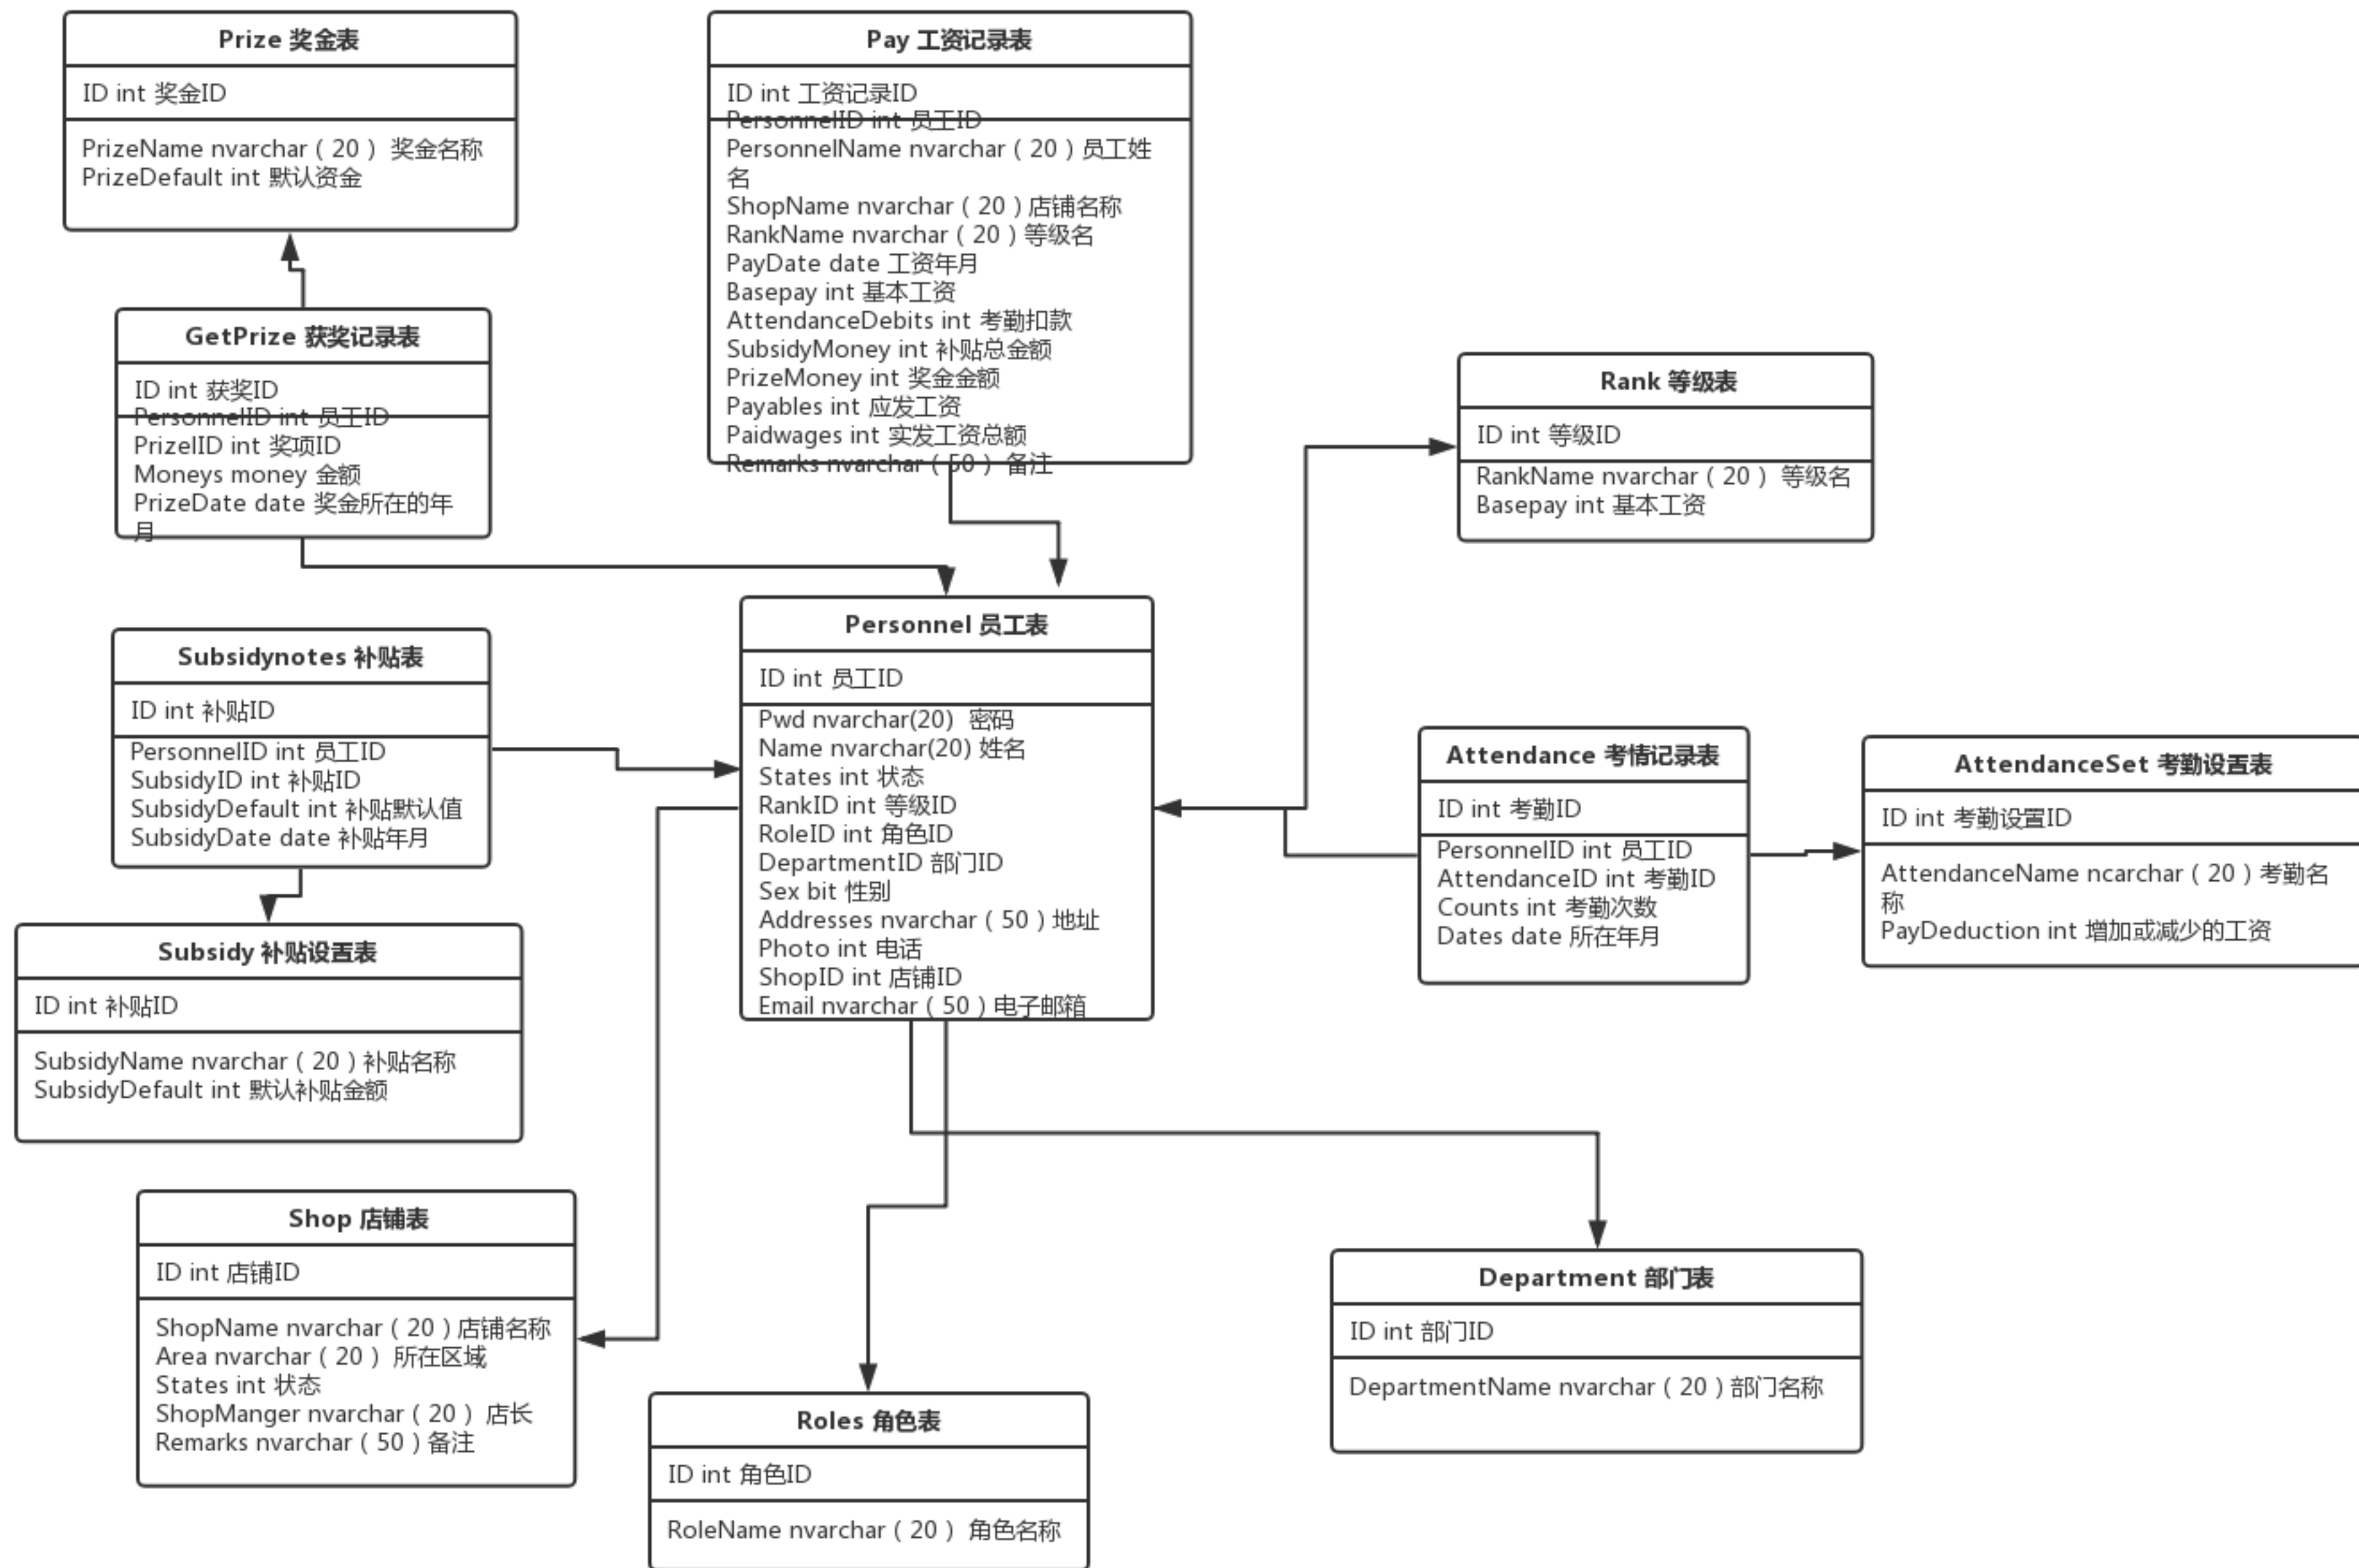 Prize 奖金表
ID int 奖金ID
PrizeName nvarchar（20） 奖金名称
PrizeDefault int 默认资金
Pay 工资记录表
ID int 工资记录ID
PersonnelID int 员工ID
PersonnelName nvarchar（20）员工姓
名
ShopName nvarchar（20）店铺名称
RankName nvarchar（20）等级名
PayDate date 工资年月
Basepay int 基本工资
AttendanceDebits int 考勤扣款
SubsidyMoney int 补贴总金额
PrizeMoney int 奖金金额
Payables int 应发工资
Paidwages int 实发工资总额
Remarks nvarchar（50） 备注
GetPrize 获奖记录表
ID int 获奖ID
PersonnelID int 员工ID
PrizeIID int 奖项ID
Moneys money 金额
PrizeDate date 奖金所在的年
月
Rank 等级表
ID int 等级ID
RankName nvarchar（20） 等级名
Basepay int 基本工资
Subsidynotes 补贴表
ID int 补贴ID
PersonnelID int 员工ID
SubsidyID int 补贴ID
SubsidyDefault int 补贴默认值
SubsidyDate date 补贴年月
Personnel 员工表
ID int 员工ID
Pwd nvarchar(20) 密码
Name nvarchar(20) 姓名
States int 状态
RankID int 等级ID
RoleID int 角色ID
DepartmentID 部门ID
Sex bit 性别
Addresses nvarchar（50）地址
Photo int 电话
ShopID int 店铺ID
Email nvarchar（50）电子邮箱
Attendance 考情记录表
ID int 考勤ID
PersonnelID int 员工ID
AttendanceID int 考勤ID
Counts int 考勤次数
Dates date 所在年月
AttendanceSet 考勤设置表
ID int 考勤设置ID
AttendanceName ncarchar（20）考勤名
称
PayDeduction int 增加或减少的工资
Subsidy 补贴设置表
ID int 补贴ID
SubsidyName nvarchar（20）补贴名称
SubsidyDefault int 默认补贴金额
Shop 店铺表
ID int 店铺ID
ShopName nvarchar（20）店铺名称
Area nvarchar（20） 所在区域
States int 状态
ShopManger nvarchar（20） 店长
Remarks nvarchar（50）备注
Roles 角色表
ID int 角色ID
RoleName nvarchar（20） 角色名称
Department 部门表
ID int 部门ID
DepartmentName nvarchar（20）部门名称